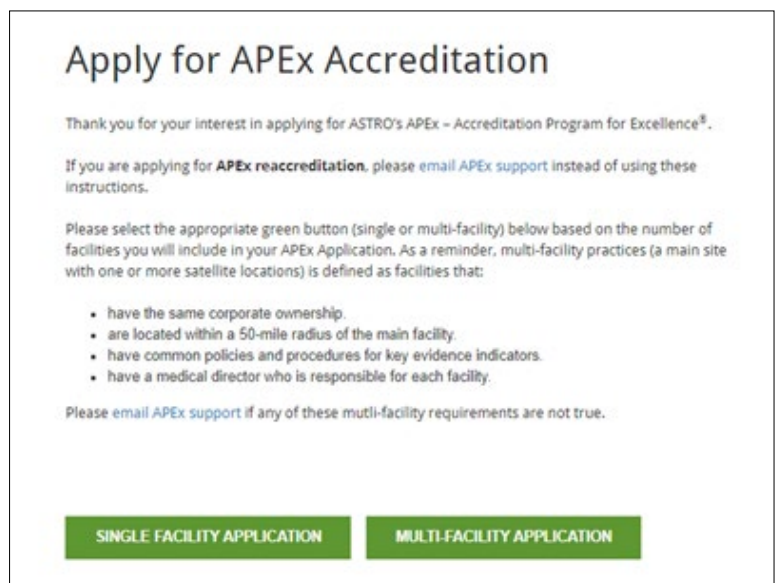 Apply for APEx Accreditation
Thank you for your interest in applying for ASTRO's APEx – Accreditation Program for Excellence®.
If you are applying for APEx reaccreditation, please email APEx support instead of using these
instructions.
Please select the appropriate green button (single or multi-facility) below based on the number of
facilities you will include in your APEx Application. As a reminder, multi-facility practices (a main site
with one or more satellite locations) is defined as facilities that:
• have the same corporate ownership.
• are located within a 50-mile radius of the main facility.
• have common policies and procedures for key evidence indicators.
• have a medical director who is responsible for each facility.
Please email APEx support if any of these mutli-facility requirements are not true.
SINGLE FACILITY APPLICATION
MULTI-FACILITY APPLICATION